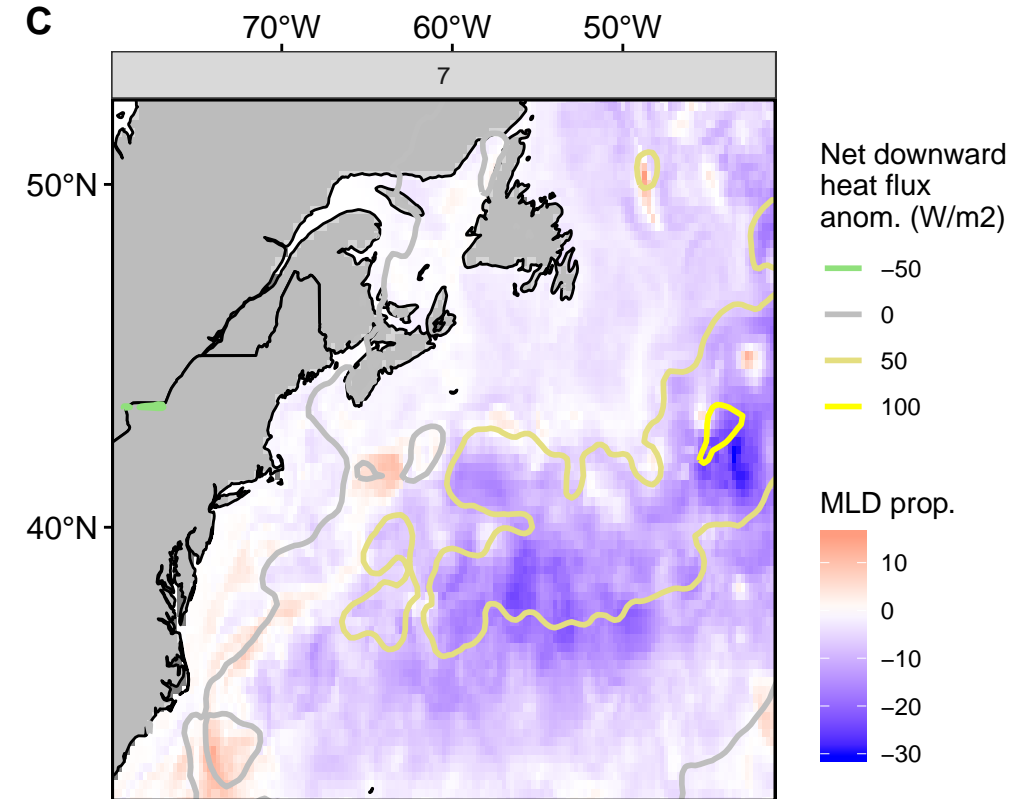 C
70°W 60°W 50°W
7
50°N
40°N
Net downward
heat flux
anom. (W/m2)
−50
0
50
100
MLD prop.
10
0
−10
−20
−30